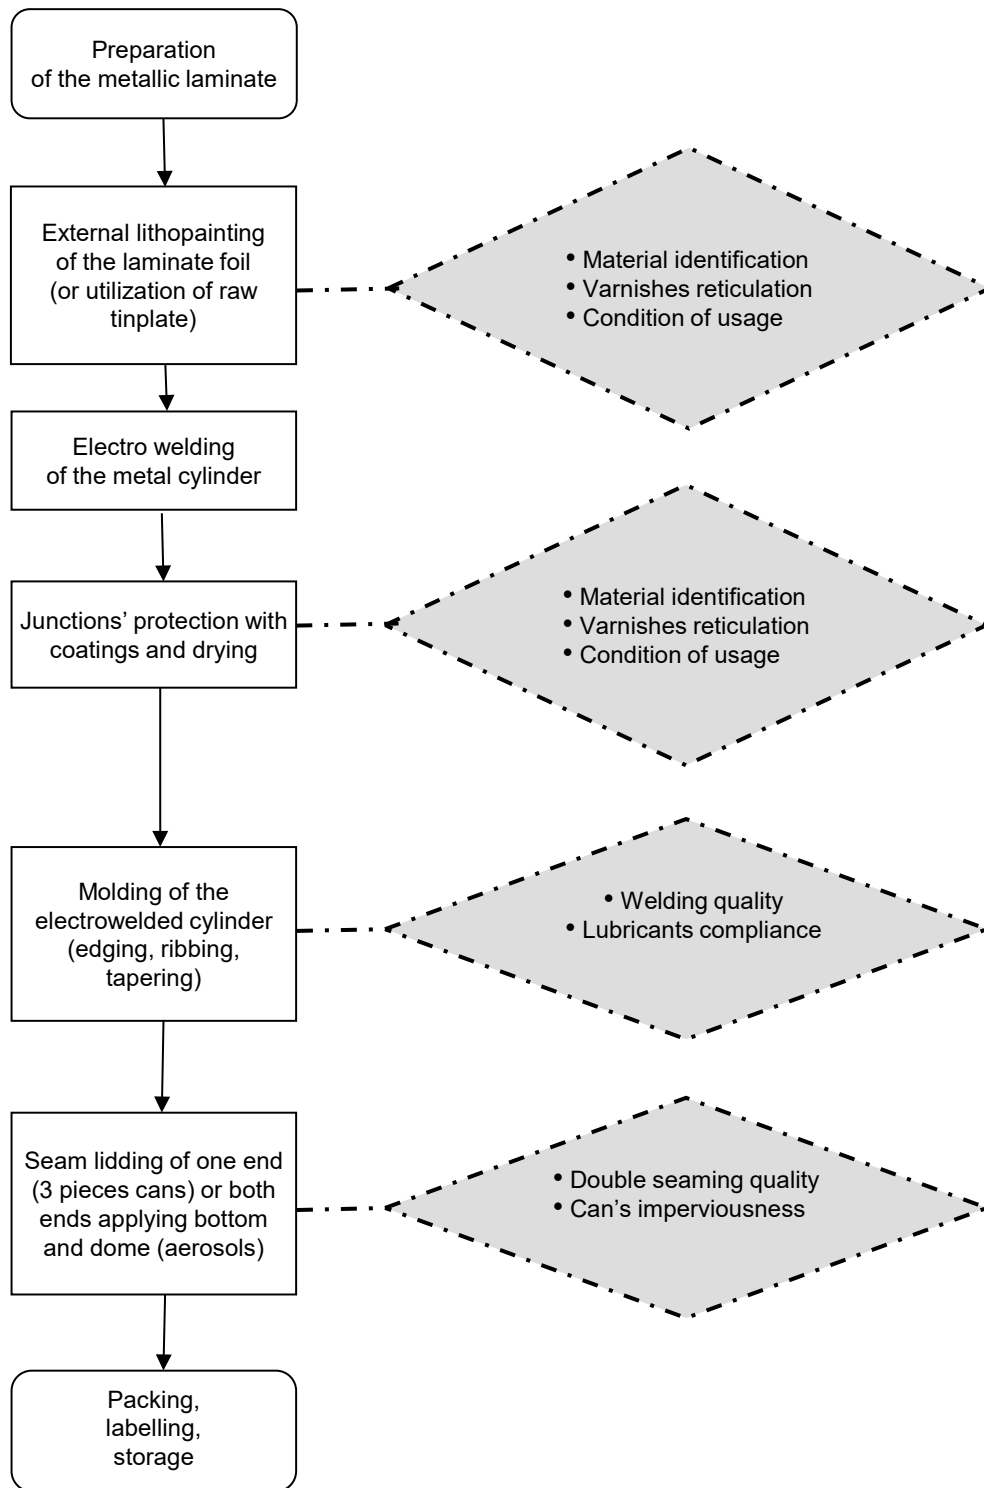 Preparation
of the metallic laminate
External lithopainting
of the laminate foil
(or utilization of raw
tinplate)
• Material identification
• Varnishes reticulation
• Condition of usage
Electro welding
of the metal cylinder
Junctions’ protection with
coatings and drying
• Material identification
• Varnishes reticulation
• Condition of usage
Molding of the
electrowelded cylinder
(edging, ribbing,
tapering)
• Welding quality
• Lubricants compliance
Seam lidding of one end
(3 pieces cans) or both
ends applying bottom
and dome (aerosols)
• Double seaming quality
• Can’s imperviousness
Packing,
labelling,
storage